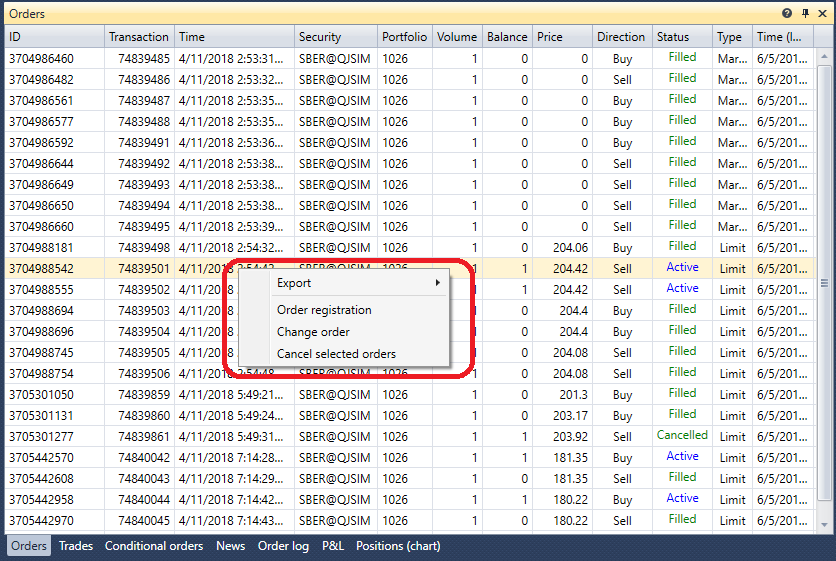 Orders
ID Transaction Time Security Portfolio Volume Balance Price Direction Status Type Time (l...
3704986460 74839485 4/11/2018 2:53:31... SBER@QJSIM 1026 1 0 0 Buy Filled Mar... 6/5/201...
3704986482 74839486 4/11/2018 2:53:32... SBER@QJSIM 1026 1 0 0 Sell Filled Mar... 6/5/201...
3704986561 74839487 4/11/2018 2:53:35... SBER@QJSIM 1026 1 0 0 Buy Filled Mar... 6/5/201...
3704986577 74839488 4/11/2018 2:53:35... SBER@QJSIM 1026 1 0 0 Buy Filled Mar... 6/5/201...
3704986592 74839491 4/11/2018 2:53:36... SBER@QJSIM 1026 1 0 0 Buy Filled Mar... 6/5/201...
3704986644 74839492 4/11/2018 2:53:38... SBER@QJSIM 1026 1 0 0 Sell Filled Mar... 6/5/201...
3704986649 74839493 4/11/2018 2:53:38... SBER@QJSIM 1026 1 0 0 Sell Filled Mar... 6/5/201...
3704986650 74839494 4/11/2018 2:53:38... SBER@QJSIM 1026 1 0 0 Sell Filled Mar... 6/5/201...
3704986660 74839495 4/11/2018 2:53:39... SBER@QJSIM 1026 1 0 0 Sell Filled Mar... 6/5/201...
3704988181 74839498 4/11/2018 2:54:32... SBER@QJSIM 1026 1 0 204.06 Buy Filled Limit 6/5/201...
3704988542 74839501 4/11/2018 2:54:43... SBER@QJSIM 1026 1 1 204.42 Sell Active Limit 6/5/201...
3704988555 74839502 4/11/2018 1 204.42 Sell Active Limit 6/5/201...
Export
3704988694 74839503 4/11/2018 0 204.4 Buy Filled Limit 6/5/201...
Order registration
3704988696 74839504 4/11/2018 0 204.4 Buy Filled Limit 6/5/201...
Change order
3704988745 74839505 4/11/2018 0 204.08 Sell Filled Limit 6/5/201...
Cancel selected orders
3704988754 74839506 4/11/2018 2:54:48... SBER@QJSIM 1026 1 0 204.08 Sell Filled Limit 6/5/201...
3705301050 74839859 4/11/2018 5:49:21... SBER@QJSIM 1026 1 0 201.3 Buy Filled Limit 6/5/201...
3705301131 74839860 4/11/2018 5:49:24... SBER@QJSIM 1026 1 0 203.17 Buy Filled Limit 6/5/201...
3705301277 74839861 4/11/2018 5:49:31... SBER@QJSIM 1026 1 1 203.92 Sell Cancelled Limit 6/5/201...
3705442570 74840042 4/11/2018 7:14:28... SBER@QJSIM 1026 1 1 181.35 Buy Active Limit 6/5/201...
3705442608 74840043 4/11/2018 7:14:29... SBER@QJSIM 1026 1 0 181.35 Sell Filled Limit 6/5/201...
3705442958 74840044 4/11/2018 7:14:42... SBER@QJSIM 1026 1 1 180.22 Buy Active Limit 6/5/201...
3705442970 74840045 4/11/2018 7:14:43... SBER@QJSIM 1026 1 0 180.22 Sell Filled Limit 6/5/201...
Orders Trades Conditional orders News Order log P&L Positions (chart)